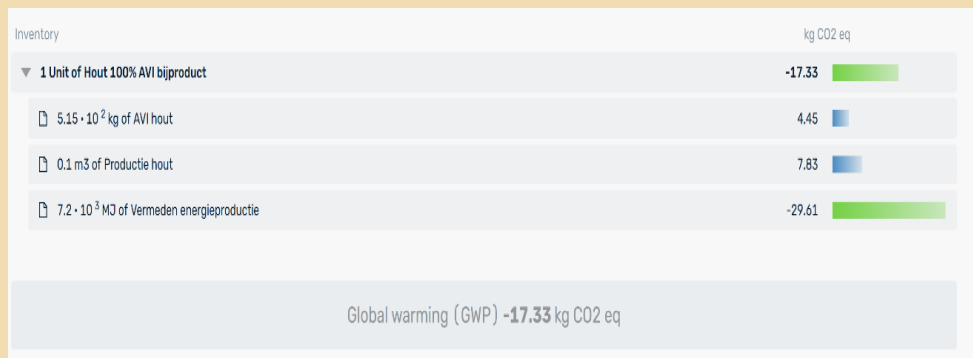 Inventory kg CO2 eq
1 Unit of Hout 100% AVI bijproduct -17.33
5.15 • 10 2 kg of AVI hout 4.45
0.1 m3 of Productie hout 7.83
7.2 • 10 3 MJ of Vermeden energieproductie -29.61
Global warming (GWP) -17.33 kg CO2 eq